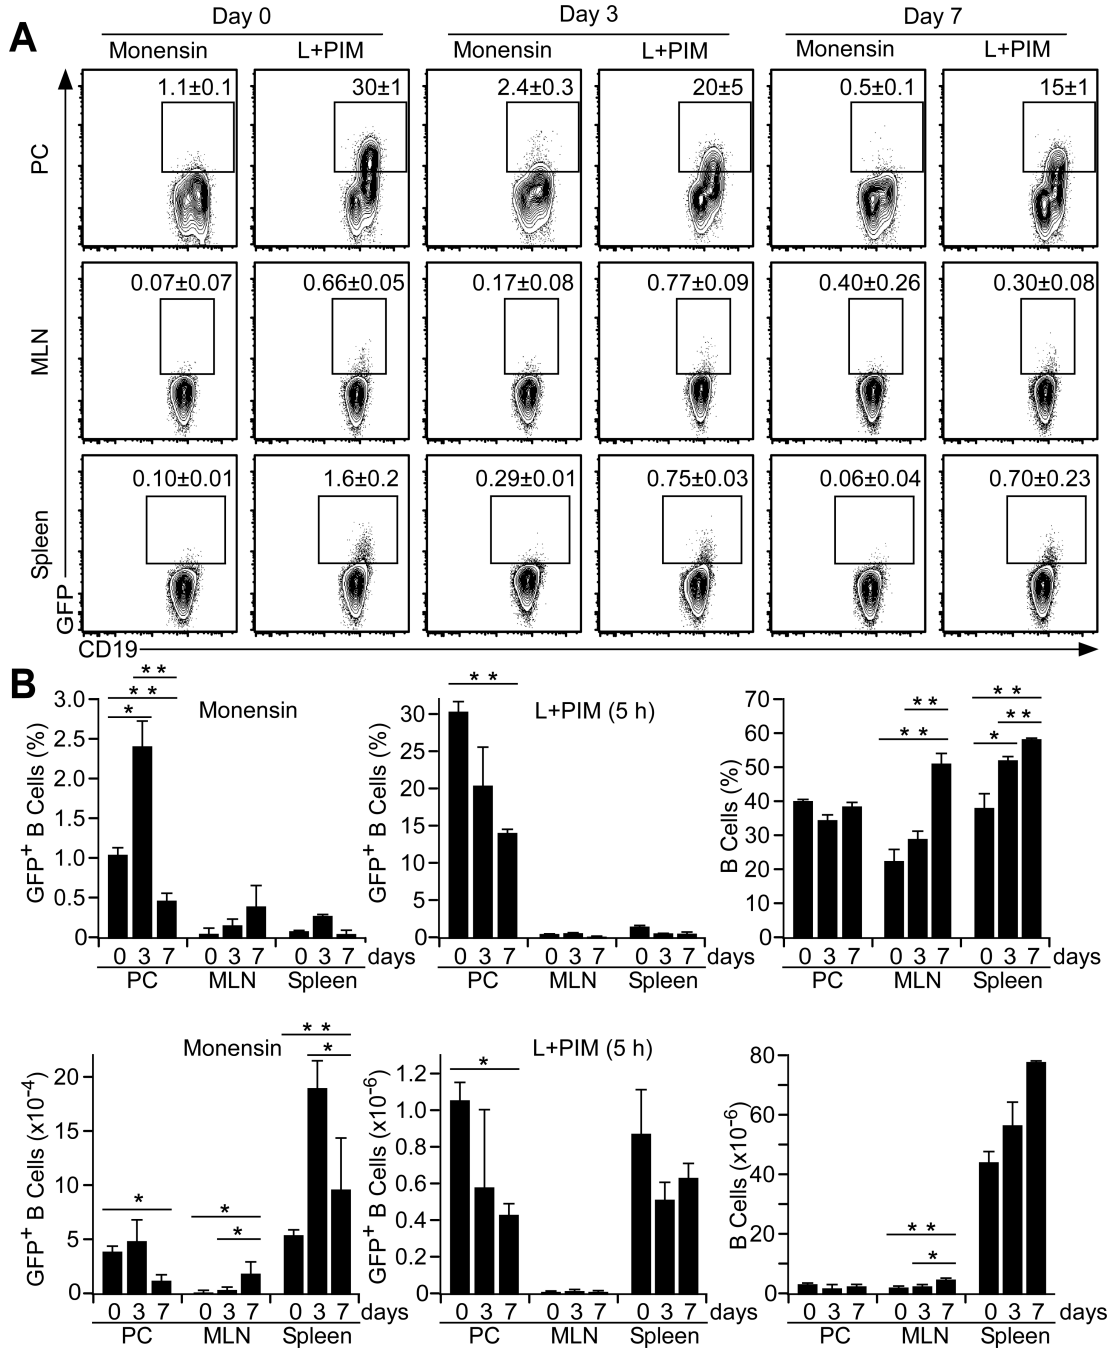 A
Day 0 Day 3 Day 7
Monensin L+PIM Monensin L+PIM Monensin L+PIM
PC 1.1±0.1 30±1 2.4±0.3 20±5 0.5±0.1 15±1
MLN 0.07±0.07 0.66±0.05 0.17±0.08 0.77±0.09 0.40±0.26 0.30±0.08
Spleen 0.10±0.01 1.6±0.2 0.29±0.01 0.75±0.03 0.06±0.04 0.70±0.23
GFP
CD19
B
Monensin
* *
* *
*
GFP+ B Cells (%)
3.0
2.5
2.0
1.5
1.0
0.5
0
0 3 7 0 3 7 0 3 7 days
PC MLN Spleen
L+PIM (5 h)
* *
GFP+ B Cells (%)
30
25
20
15
10
5
0
0 3 7 0 3 7 0 3 7 days
PC MLN Spleen
* *
* *
* *
* *
*
B Cells (%)
70
60
50
40
30
20
10
0
0 3 7 0 3 7 0 3 7 days
PC MLN Spleen
Monensin
* *
*
*
*
*
GFP+ B Cells (x10-4)
20
15
10
5
0
0 3 7 0 3 7 0 3 7 days
PC MLN Spleen
L+PIM (5 h)
*
GFP+ B Cells (x10-6)
1.2
1.0
0.8
0.6
0.4
0.2
0
0 3 7 0 3 7 0 3 7 days
PC MLN Spleen
* *
*
B Cells (x10-6)
80
60
40
20
0
0 3 7 0 3 7 0 3 7 days
PC MLN Spleen